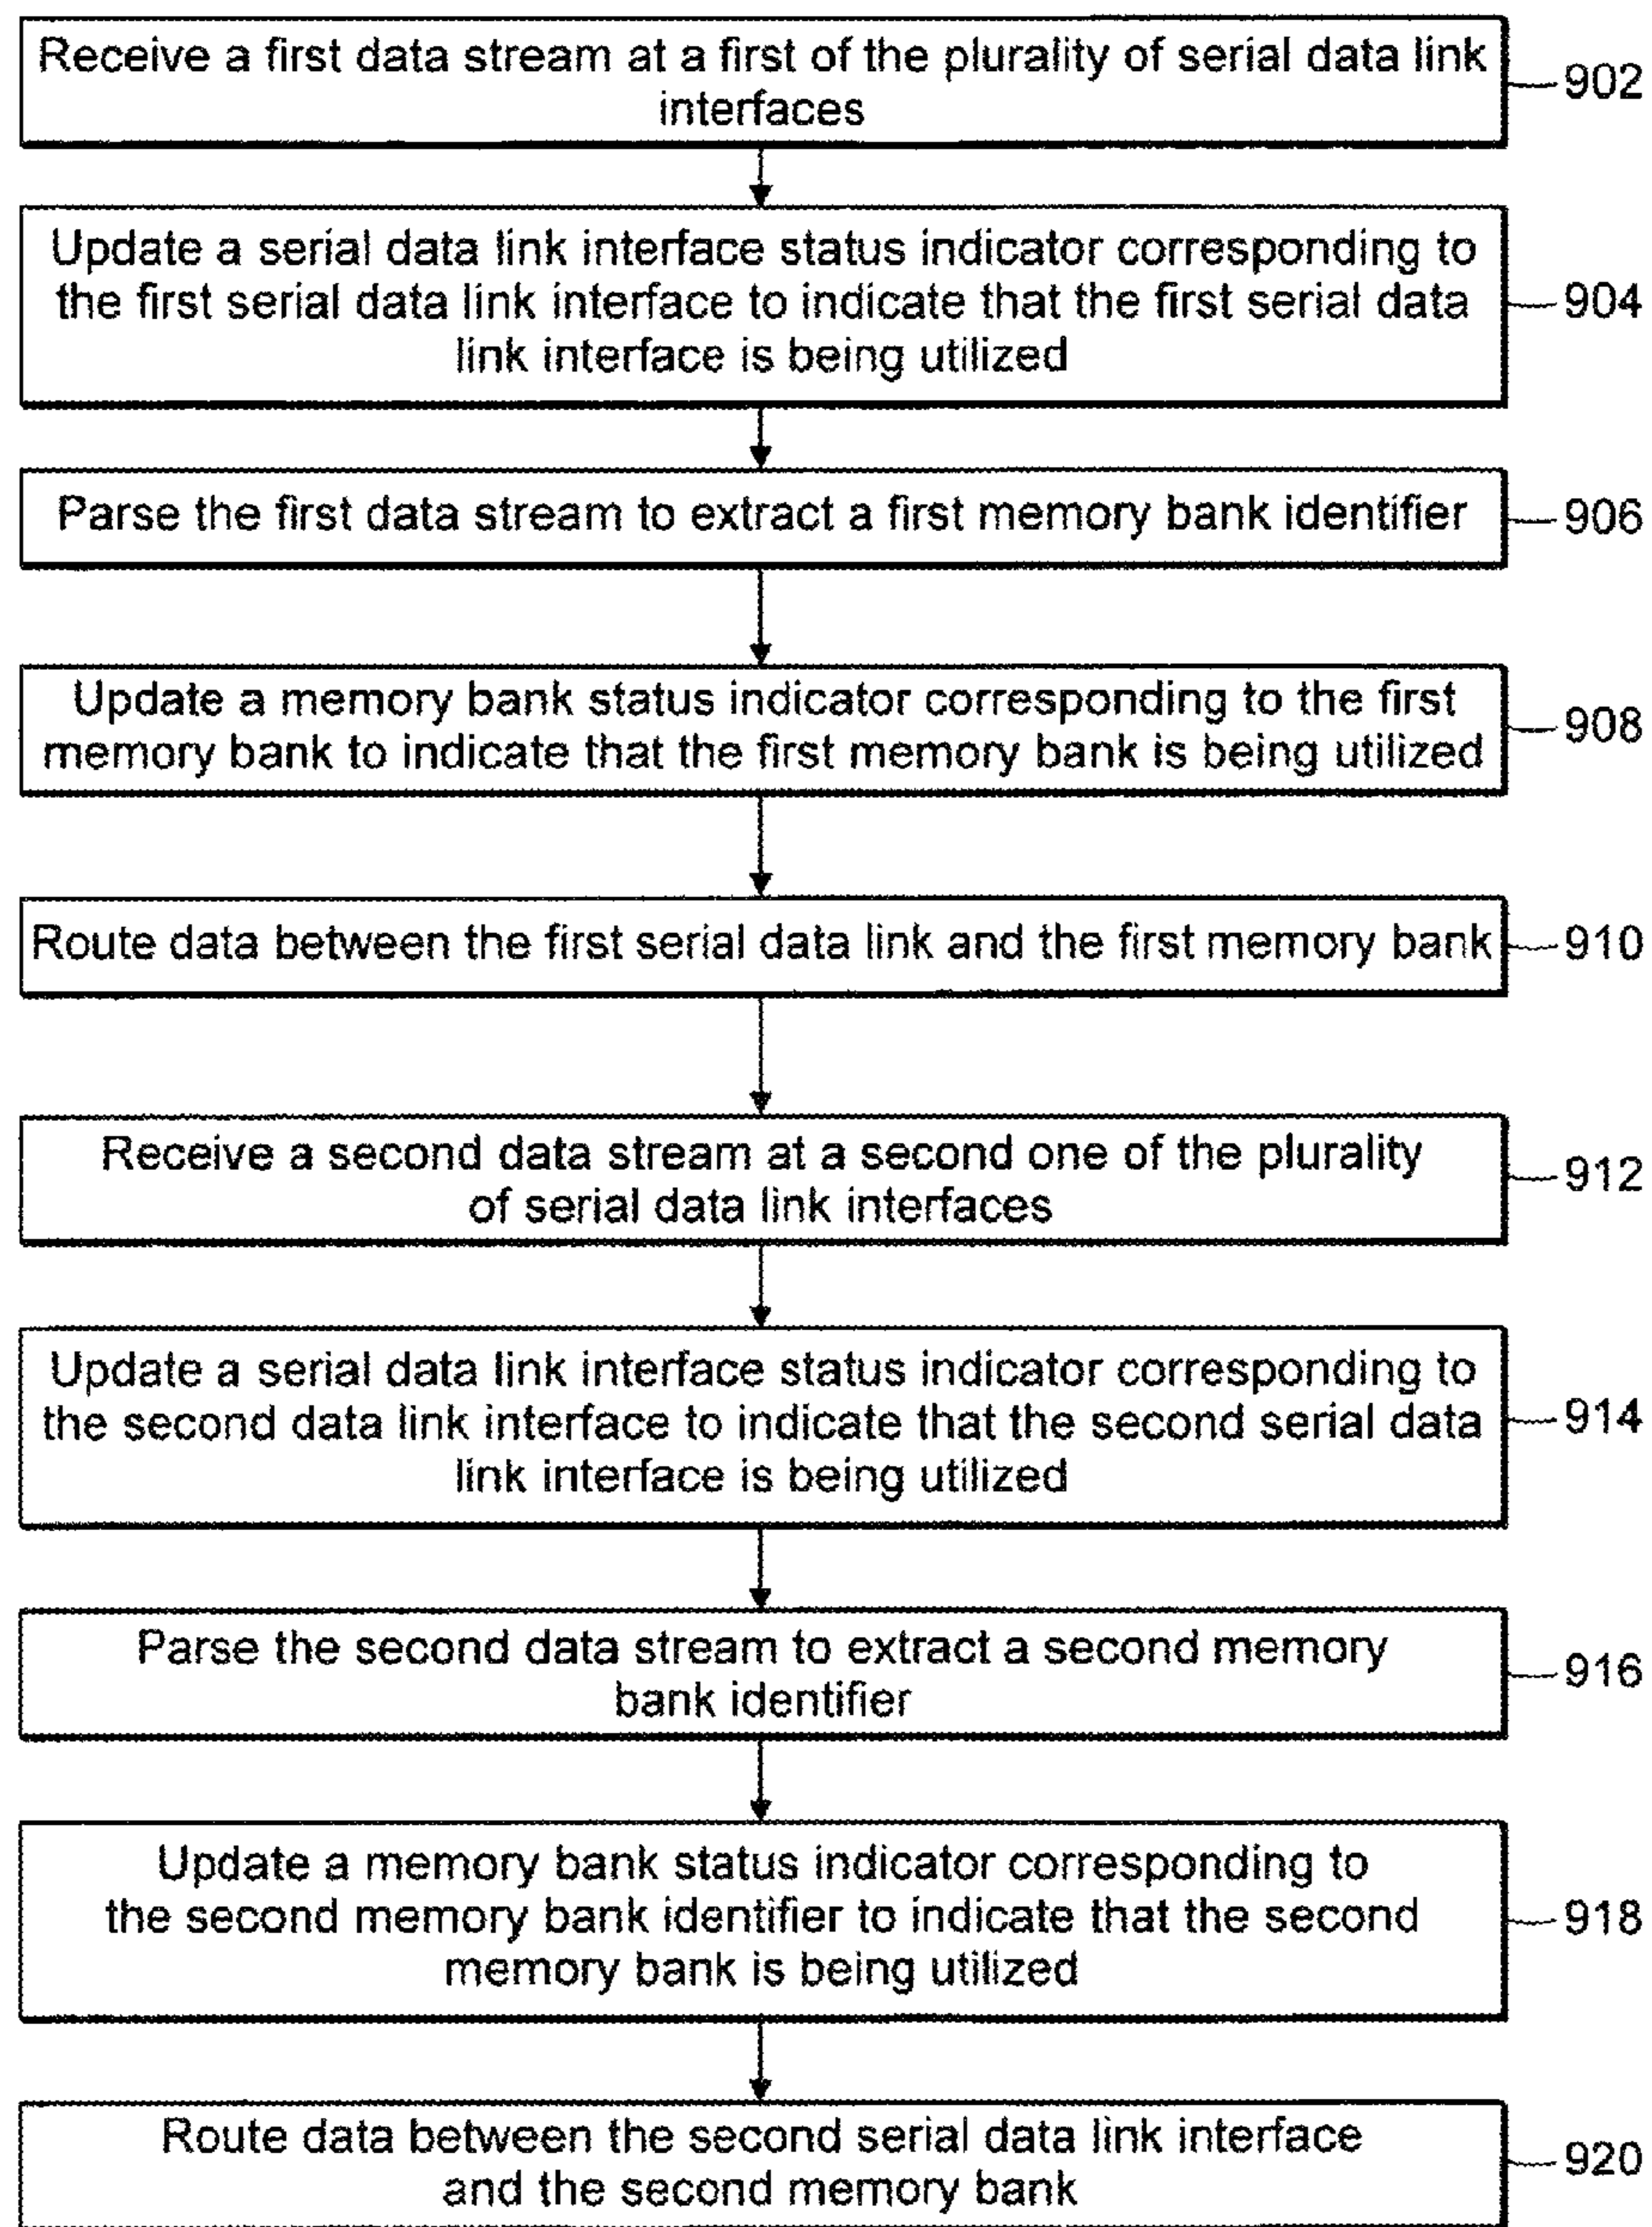 Receive a first data stream at a first of the plurality of serial data link
interfaces
902
Update a serial data link interface status indicator corresponding to
the first serial data link interface to indicate that the first serial data
link interface is being utilized
904
Parse the first data stream to extract a first memory bank identifier
906
Update a memory bank status indicator corresponding to the first
memory bank to indicate that the first memory bank is being utilized
908
Route data between the first serial data link and the first memory bank
910
Receive a second data stream at a second one of the plurality
of serial data link interfaces
912
Update a serial data link interface status indicator corresponding to
the second data link interface to indicate that the second serial data
link interface is being utilized
914
Parse the second data stream to extract a second memory
bank identifier
916
Update a memory bank status indicator corresponding to
the second memory bank identifier to indicate that the second
memory bank is being utilized
918
Route data between the second serial data link interface
and the second memory bank
920